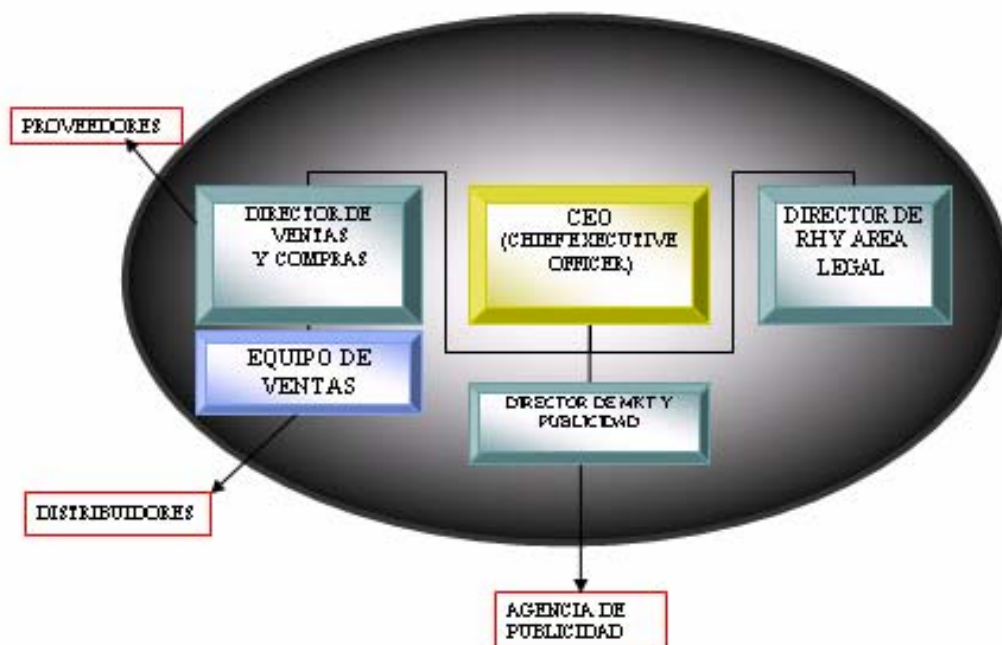 PROVEEDORES
DIRECTOR DE
VENTAS
Y COMPRAS
CEO
(CHIEF EXECUTIVE
OFFICER)
DIRECTOR DE
RH Y AREA
LEGAL
EQUIPO DE
VENTAS
DIRECTOR DE MKT Y
PUBLICIDAD
DISTRIBUIDORES
AGENCIA DE
PUBLICIDAD